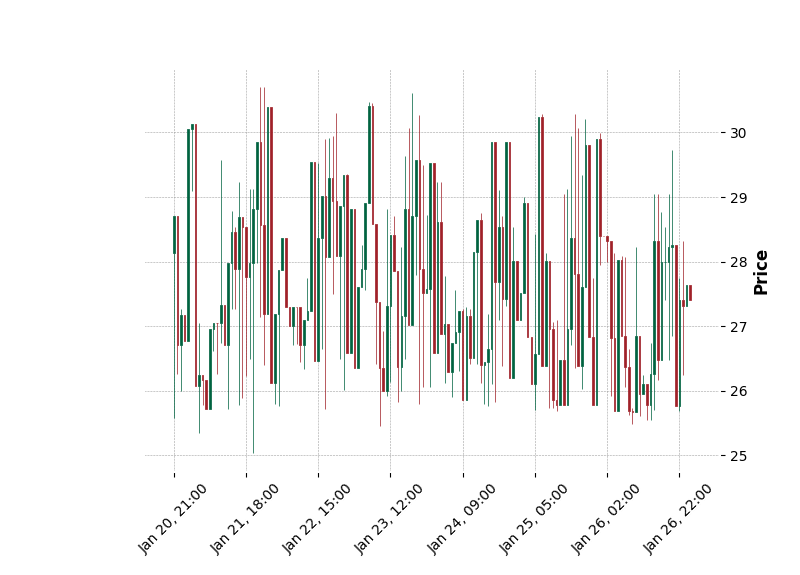 30
29
28
27
26
25
Price
Jan 20, 21:00
Jan 21, 18:00
Jan 22, 15:00
Jan 23, 12:00
Jan 24, 09:00
Jan 25, 05:00
Jan 26, 02:00
Jan 26, 22:00